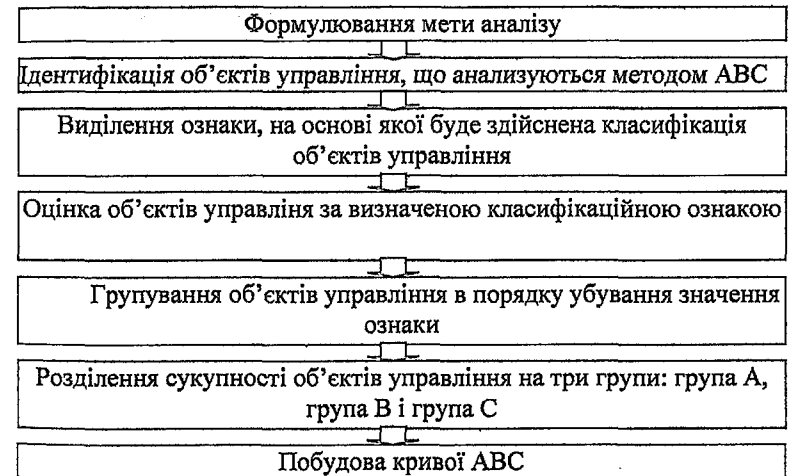 Формулювання мети аналізу
Ідентифікація об’єктів управління, що анализуються методом АВС
Виділення ознаки, на основі якої буде здійснена класифікація
об’єктів управління
Оцінка об’єктів управліня за визначеною класифікаційною ознакою
Групування об’єктів управління в порядку убування значення
ознаки
Розділення сукупності об’єктів управління на три групи: група А,
група В і група С
Побудова кривої АВС